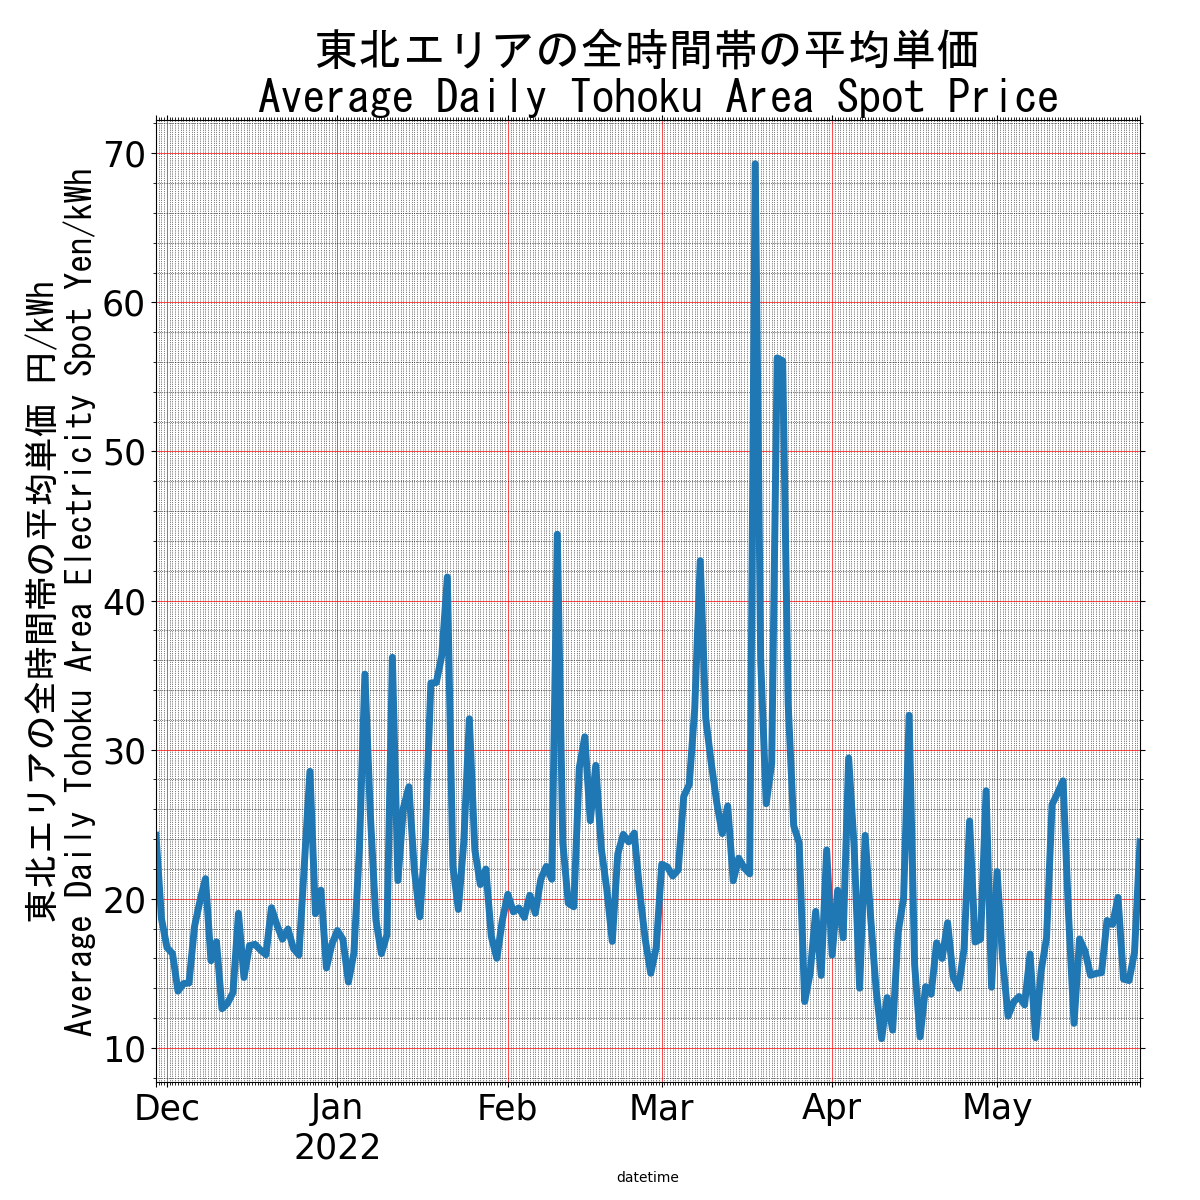 東北エリアの全時間帯の平均単価
Average Daily Tohoku Area Spot Price
東北エリアの全時間帯の平均単価 円/kWh
Average Daily Tohoku Area Electricity Spot Yen/kWh
70
60
50
40
30
20
10
Dec
Jan
2022
Feb
Mar
Apr
May
datetime